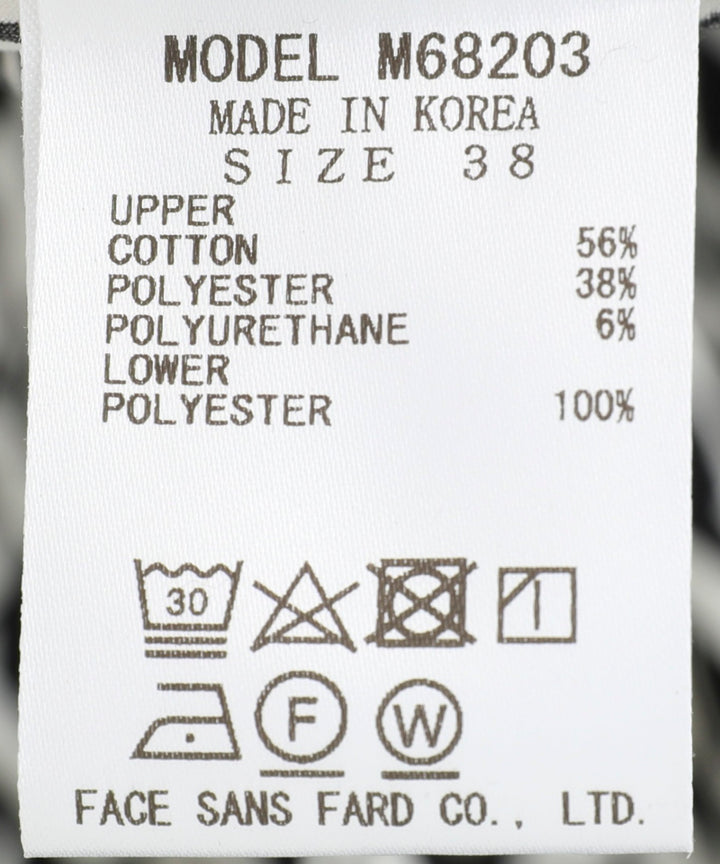 MODEL M68203
MADE IN KOREA
SIZE 38
UPPER
COTTON 56%
POLYESTER 38%
POLYURETHANE 6%
LOWER
POLYESTER 100%
30
F W
FACE SANS FARD CO., LTD.